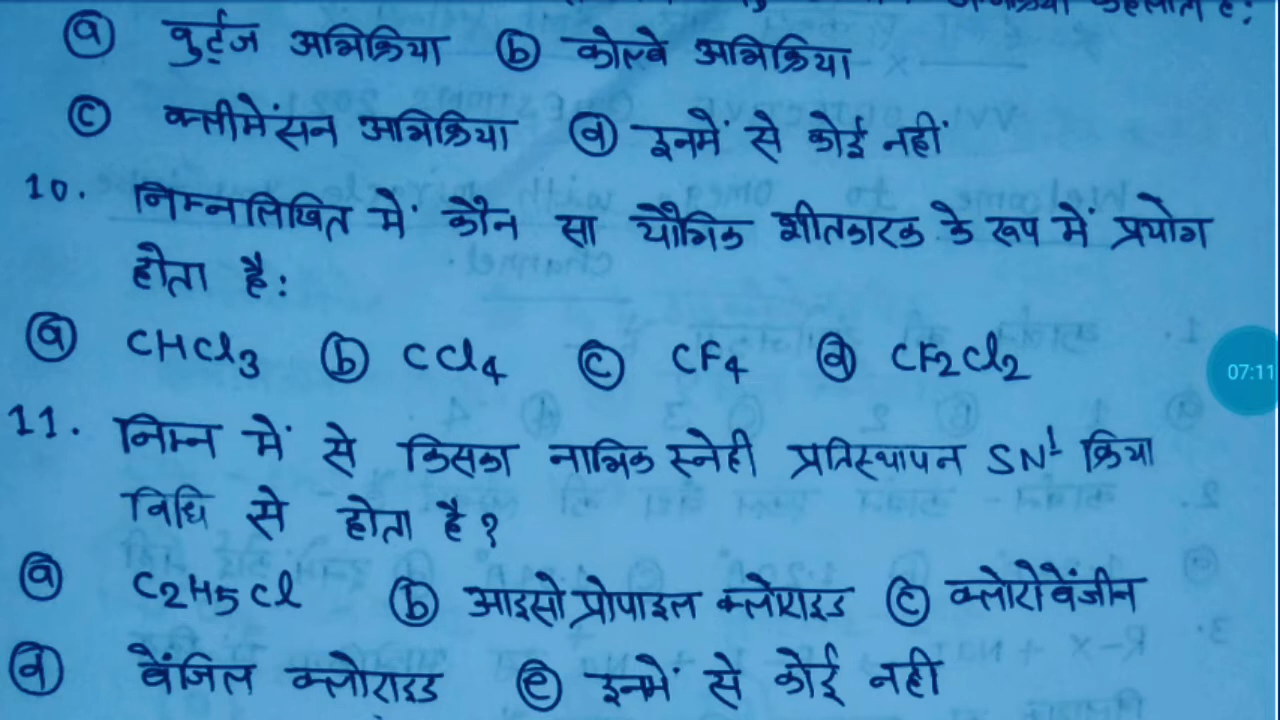 कहलाता है:
ⓐ वुर्ट्ज अभिक्रिया ⓑ कोल्वे अभिक्रिया
ⓒ क्लीमेंसन अभिक्रिया ⓓ इनमें से कोई नहीं
10. निम्नलिखित में कौन सा यौगिक शीतकारक के रूप में प्रयोग
होता है:
ⓐ CHCl3 ⓑ CCl4 ⓒ CF4 ⓓ CF2Cl2
07:11
11. निम्न में से किसका नाभिक स्नेही प्रतिस्थापन SN1 क्रिया
विधि से होता है?
ⓐ C2H5Cl ⓑ आइसोप्रोपाइल क्लोराइड ⓒ क्लोरोबेंजीन
ⓓ बेंजिल क्लोराइड ⓔ इनमें से कोई नही